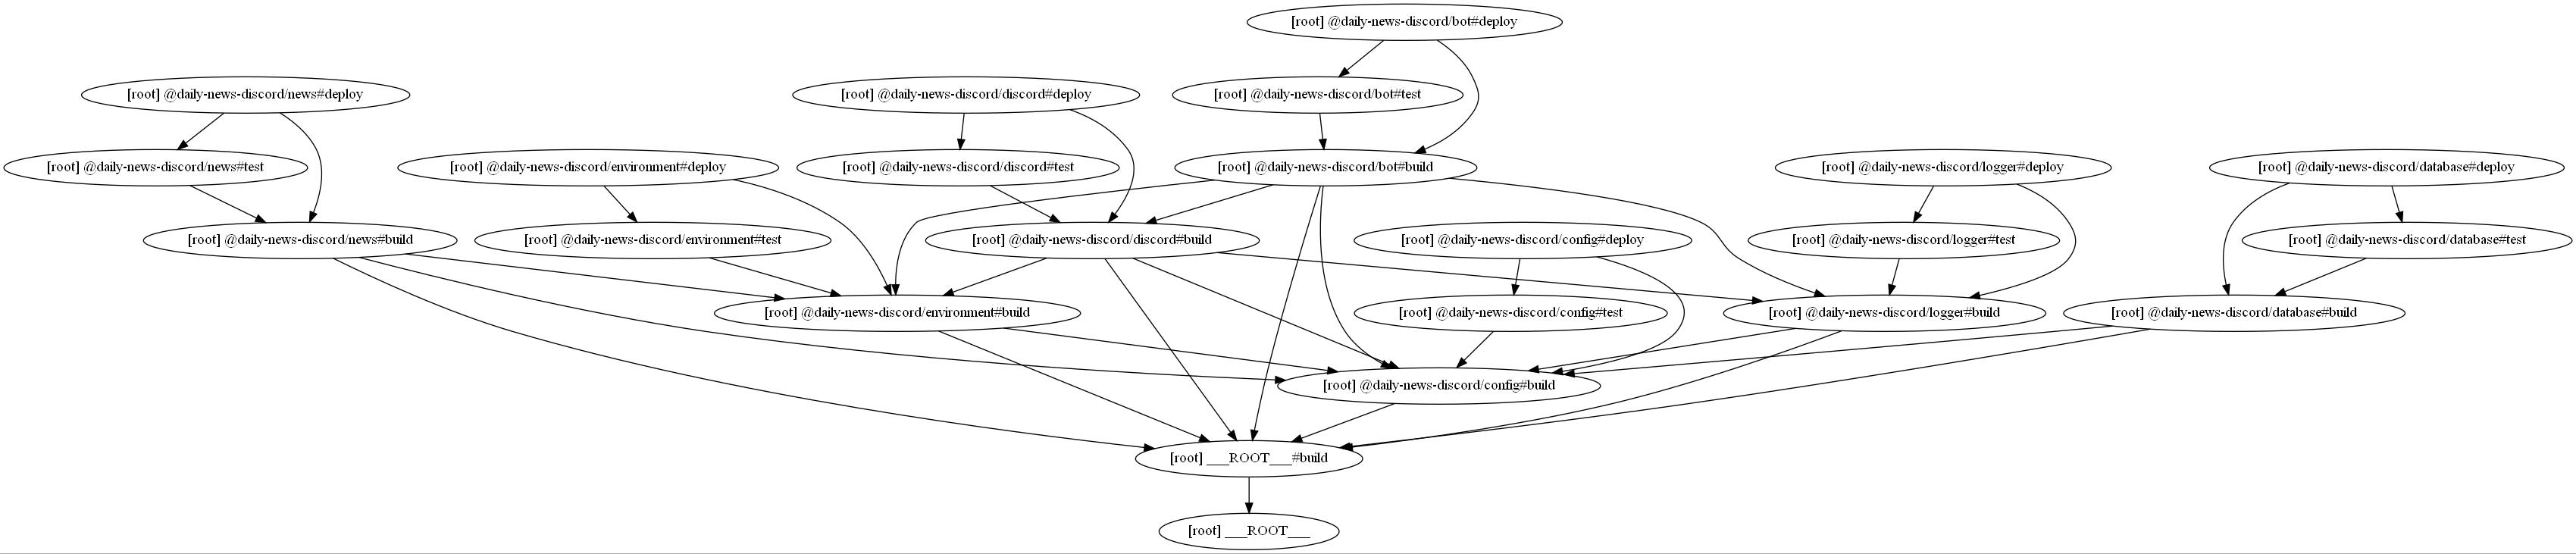 [root] @daily-news-discord/bot#deploy
[root] @daily-news-discord/news#deploy
[root] @daily-news-discord/discord#deploy
[root] @daily-news-discord/bot#test
[root] @daily-news-discord/news#test
[root] @daily-news-discord/environment#deploy
[root] @daily-news-discord/discord#test
[root] @daily-news-discord/bot#build
[root] @daily-news-discord/logger#deploy
[root] @daily-news-discord/database#deploy
[root] @daily-news-discord/news#build
[root] @daily-news-discord/environment#test
[root] @daily-news-discord/discord#build
[root] @daily-news-discord/config#deploy
[root] @daily-news-discord/logger#test
[root] @daily-news-discord/database#test
[root] @daily-news-discord/environment#build
[root] @daily-news-discord/config#test
[root] @daily-news-discord/logger#build
[root] @daily-news-discord/database#build
[root] @daily-news-discord/config#build
[root] ___ROOT___#build
[root] ___ROOT___